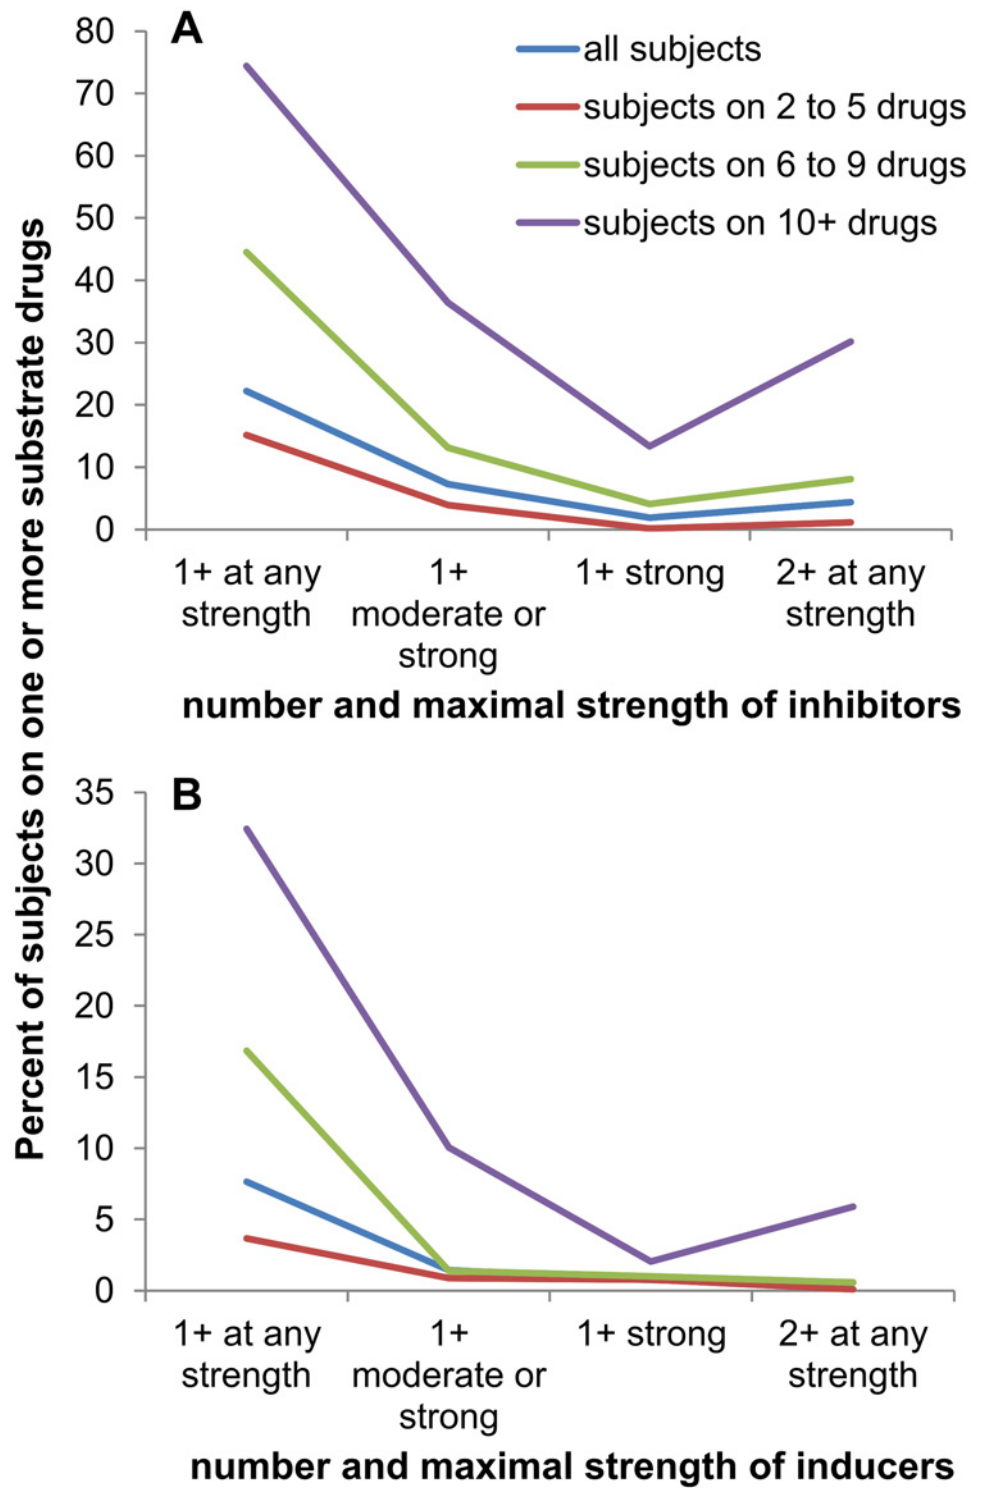 Percent of subjects on one or more substrate drugs
A
80
70
60
50
40
30
20
10
0
all subjects
subjects on 2 to 5 drugs
subjects on 6 to 9 drugs
subjects on 10+ drugs
1+ at any
strength
1+
moderate or
strong
1+ strong
2+ at any
strength
number and maximal strength of inhibitors
B
35
30
25
20
15
10
5
0
1+ at any
strength
1+
moderate or
strong
1+ strong
2+ at any
strength
number and maximal strength of inducers